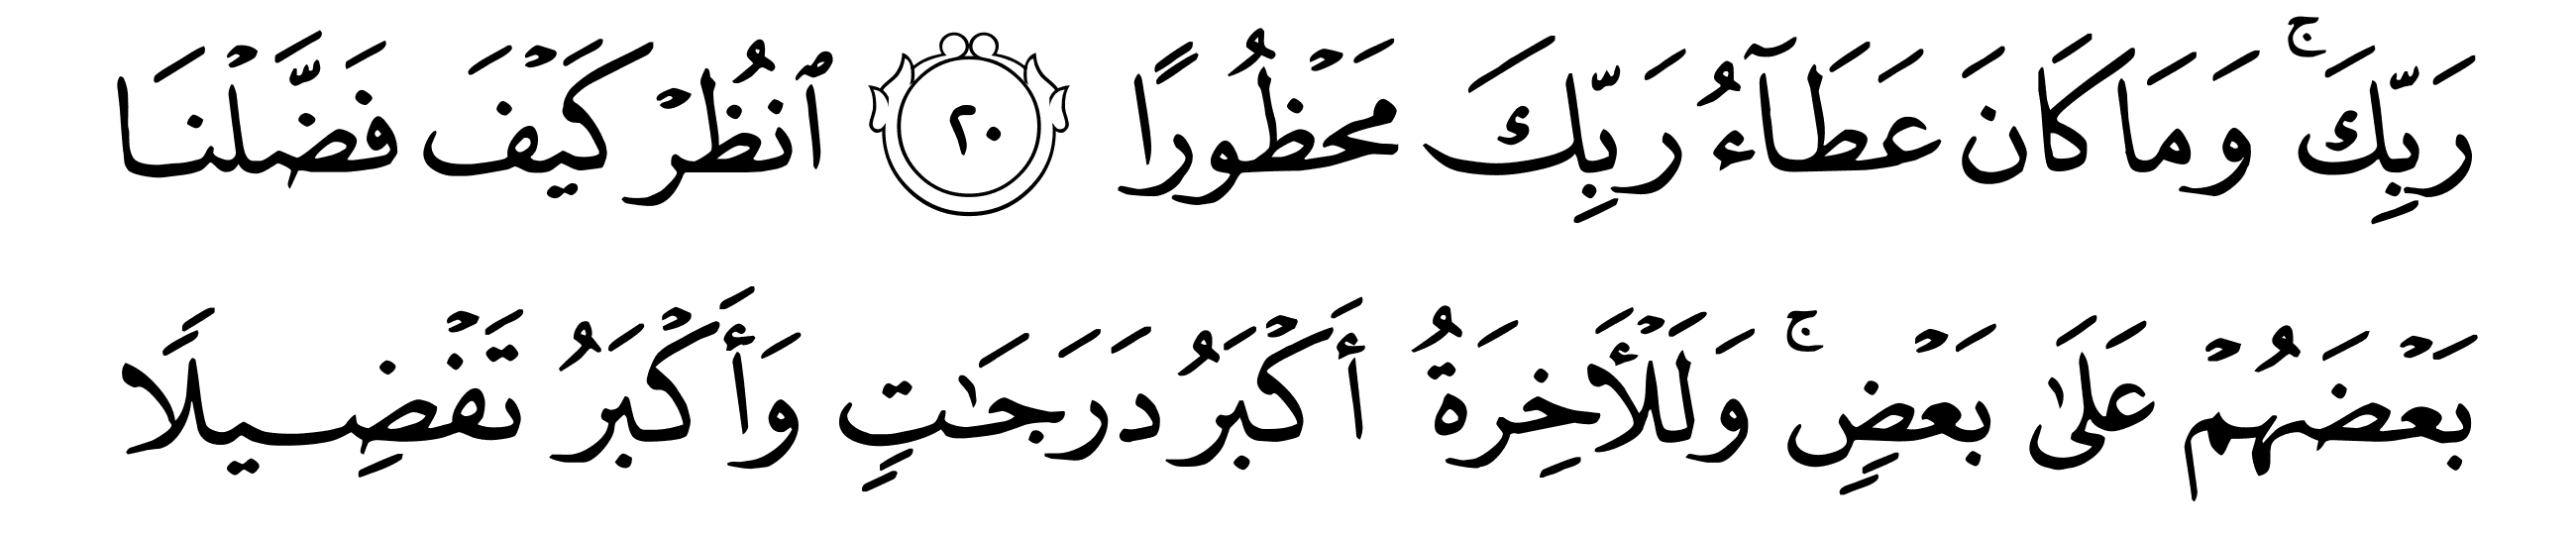 رَبِّكَۚ وَمَا كَانَ عَطَآءُ رَبِّكَ مَحۡظُورًا ٢٠ ٱنظُرۡ كَيۡفَ فَضَّلۡنَا
بَعۡضَهُمۡ عَلَىٰ بَعۡضٖۚ وَلَلۡأٓخِرَةُ أَكۡبَرُ دَرَجَٰتٖ وَأَكۡبَرُ تَفۡضِيلٗا